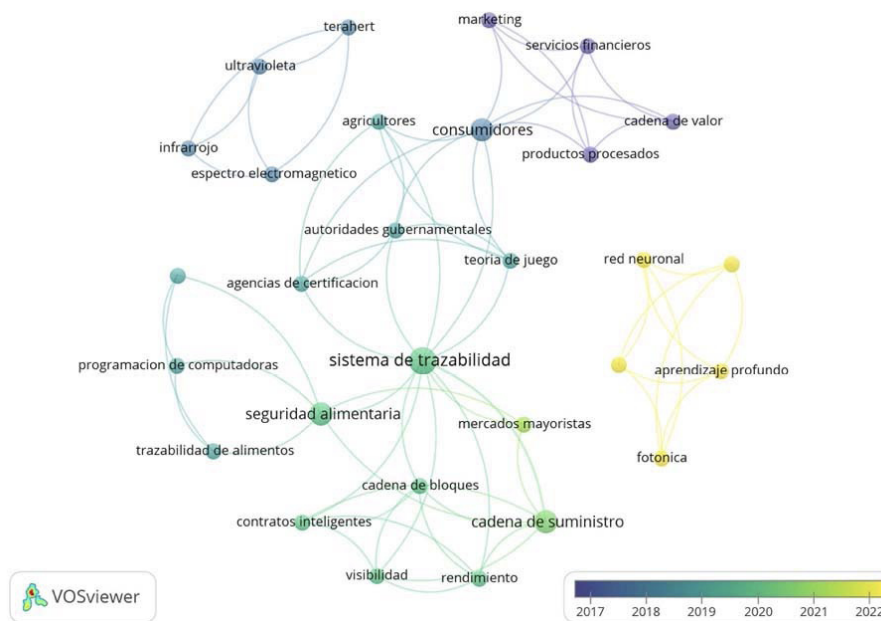 marketing
terahert
servicios financieros
ultravioleta
agricultores
consumidores
cadena de valor
infrarrojo
productos procesados
espectro electromagnetico
autoridades gubernamentales
red neuronal
teoria de juego
agencias de certificacion
sistema de trazabilidad
programacion de computadoras
aprendizaje profundo
seguridad alimentaria
mercados mayoristas
trazabilidad de alimentos
fotonica
cadena de bloques
contratos inteligentes
cadena de suministro
visibilidad
rendimiento
VOSviewer
2017 2018 2019 2020 2021 2022